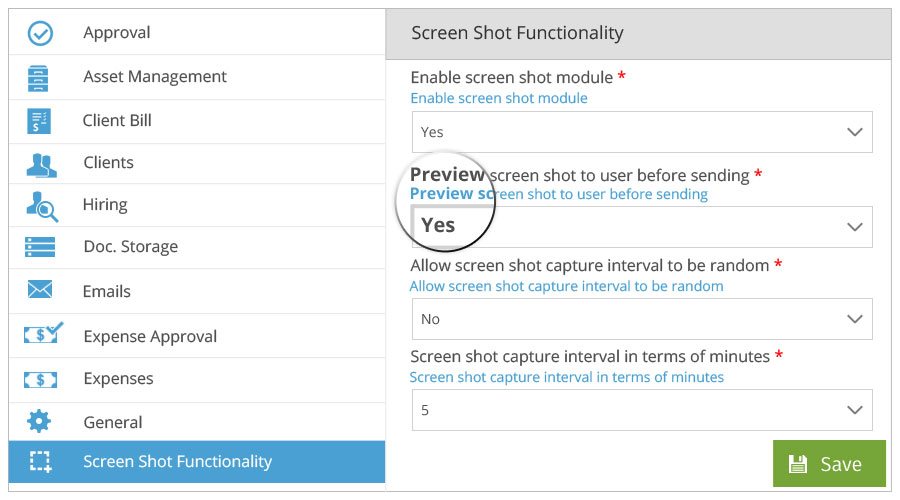 Approval
Asset Management
Client Bill
Clients
Hiring
Doc. Storage
Emails
Expense Approval
Expenses
General
Screen Shot Functionality
Screen Shot Functionality
Enable screen shot module *
Enable screen shot module
Yes
Preview screen shot to user before sending *
Preview screen shot to user before sending
Yes
Allow screen shot capture interval to be random *
Allow screen shot capture interval to be random
No
Screen shot capture interval in terms of minutes *
Screen shot capture interval in terms of minutes
5
Save